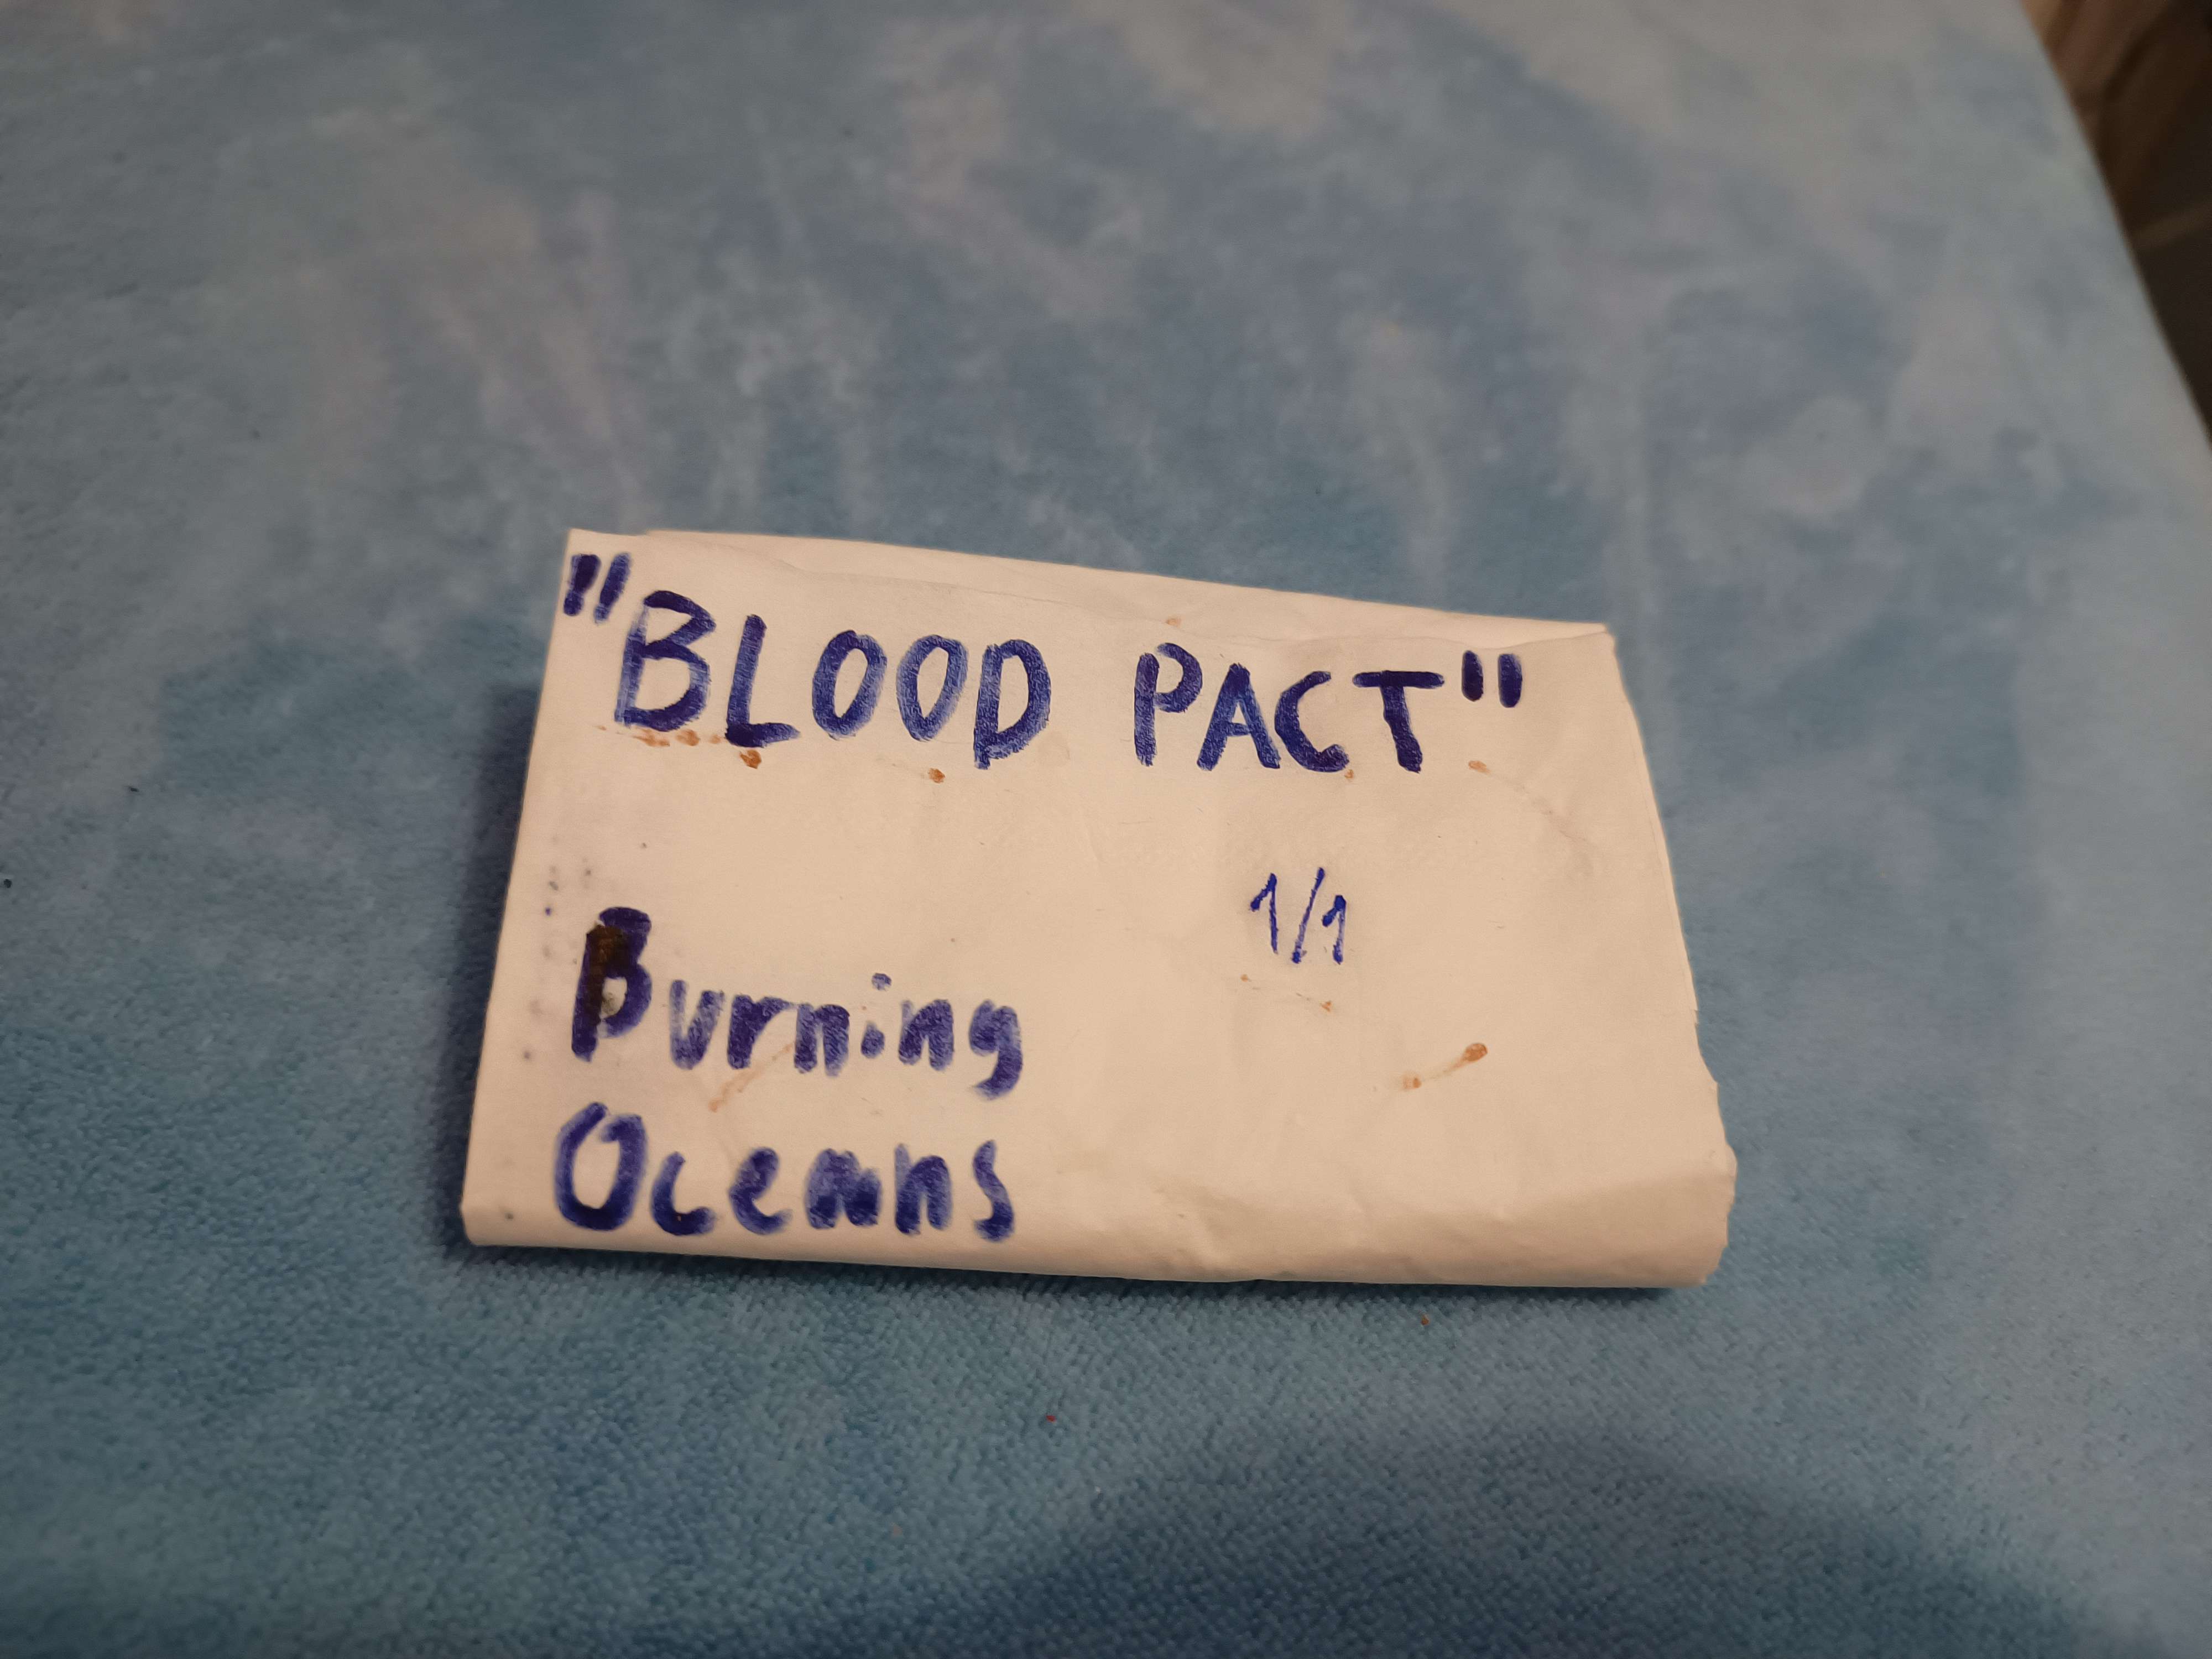 "BLOOD PACT"
1/1
Burning
Oceans